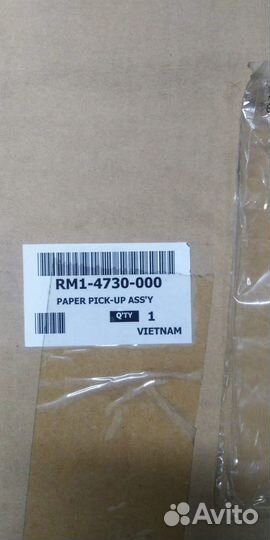 RM1-4730-000
PAPER PICK-UP ASS'Y
Q'TY 1
VIETNAM
Avito